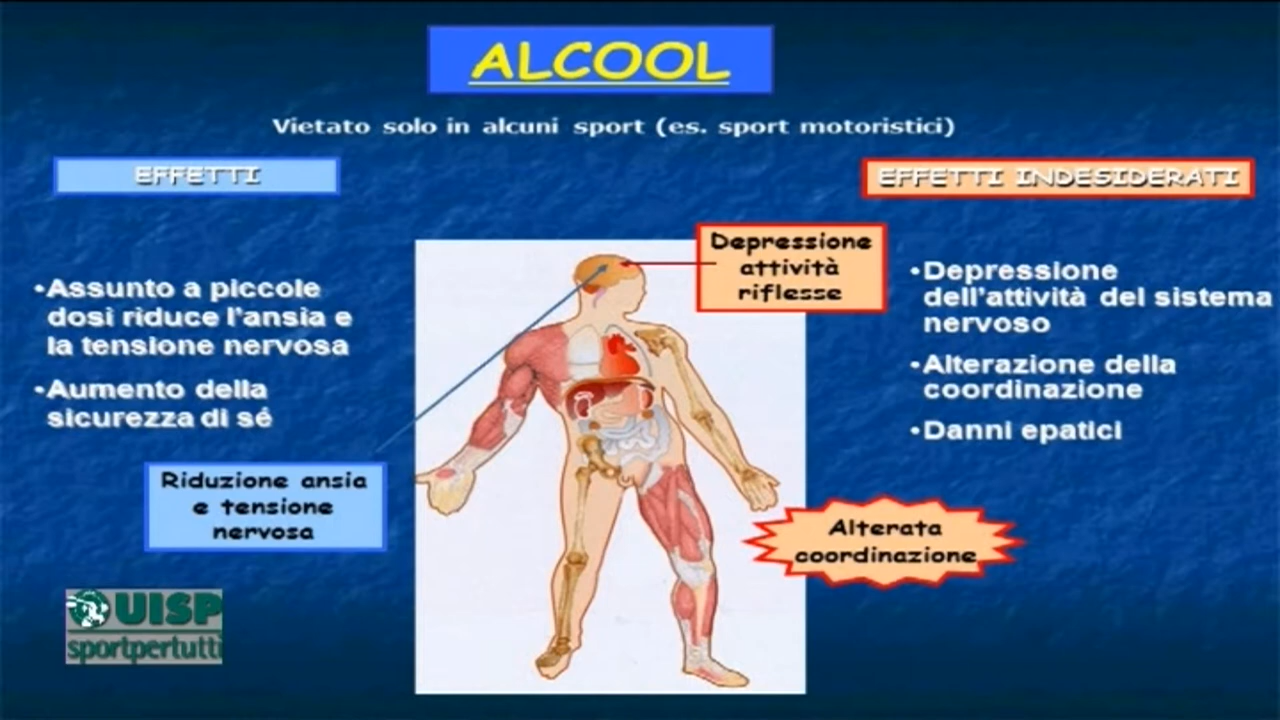 ALCOOL
Vietato solo in alcuni sport (es. sport motoristici)
EFFETTI
EFFETTI INDESIDERATI
•Assunto a piccole
dosi riduce l'ansia e
la tensione nervosa
•Aumento della
sicurezza di sé
Riduzione ansia
e tensione
nervosa
Depressione
attività
riflesse
•Depressione
dell'attività del sistema
nervoso
•Alterazione della
coordinazione
•Danni epatici
Alterata
coordinazione
UISP
sportpertutti